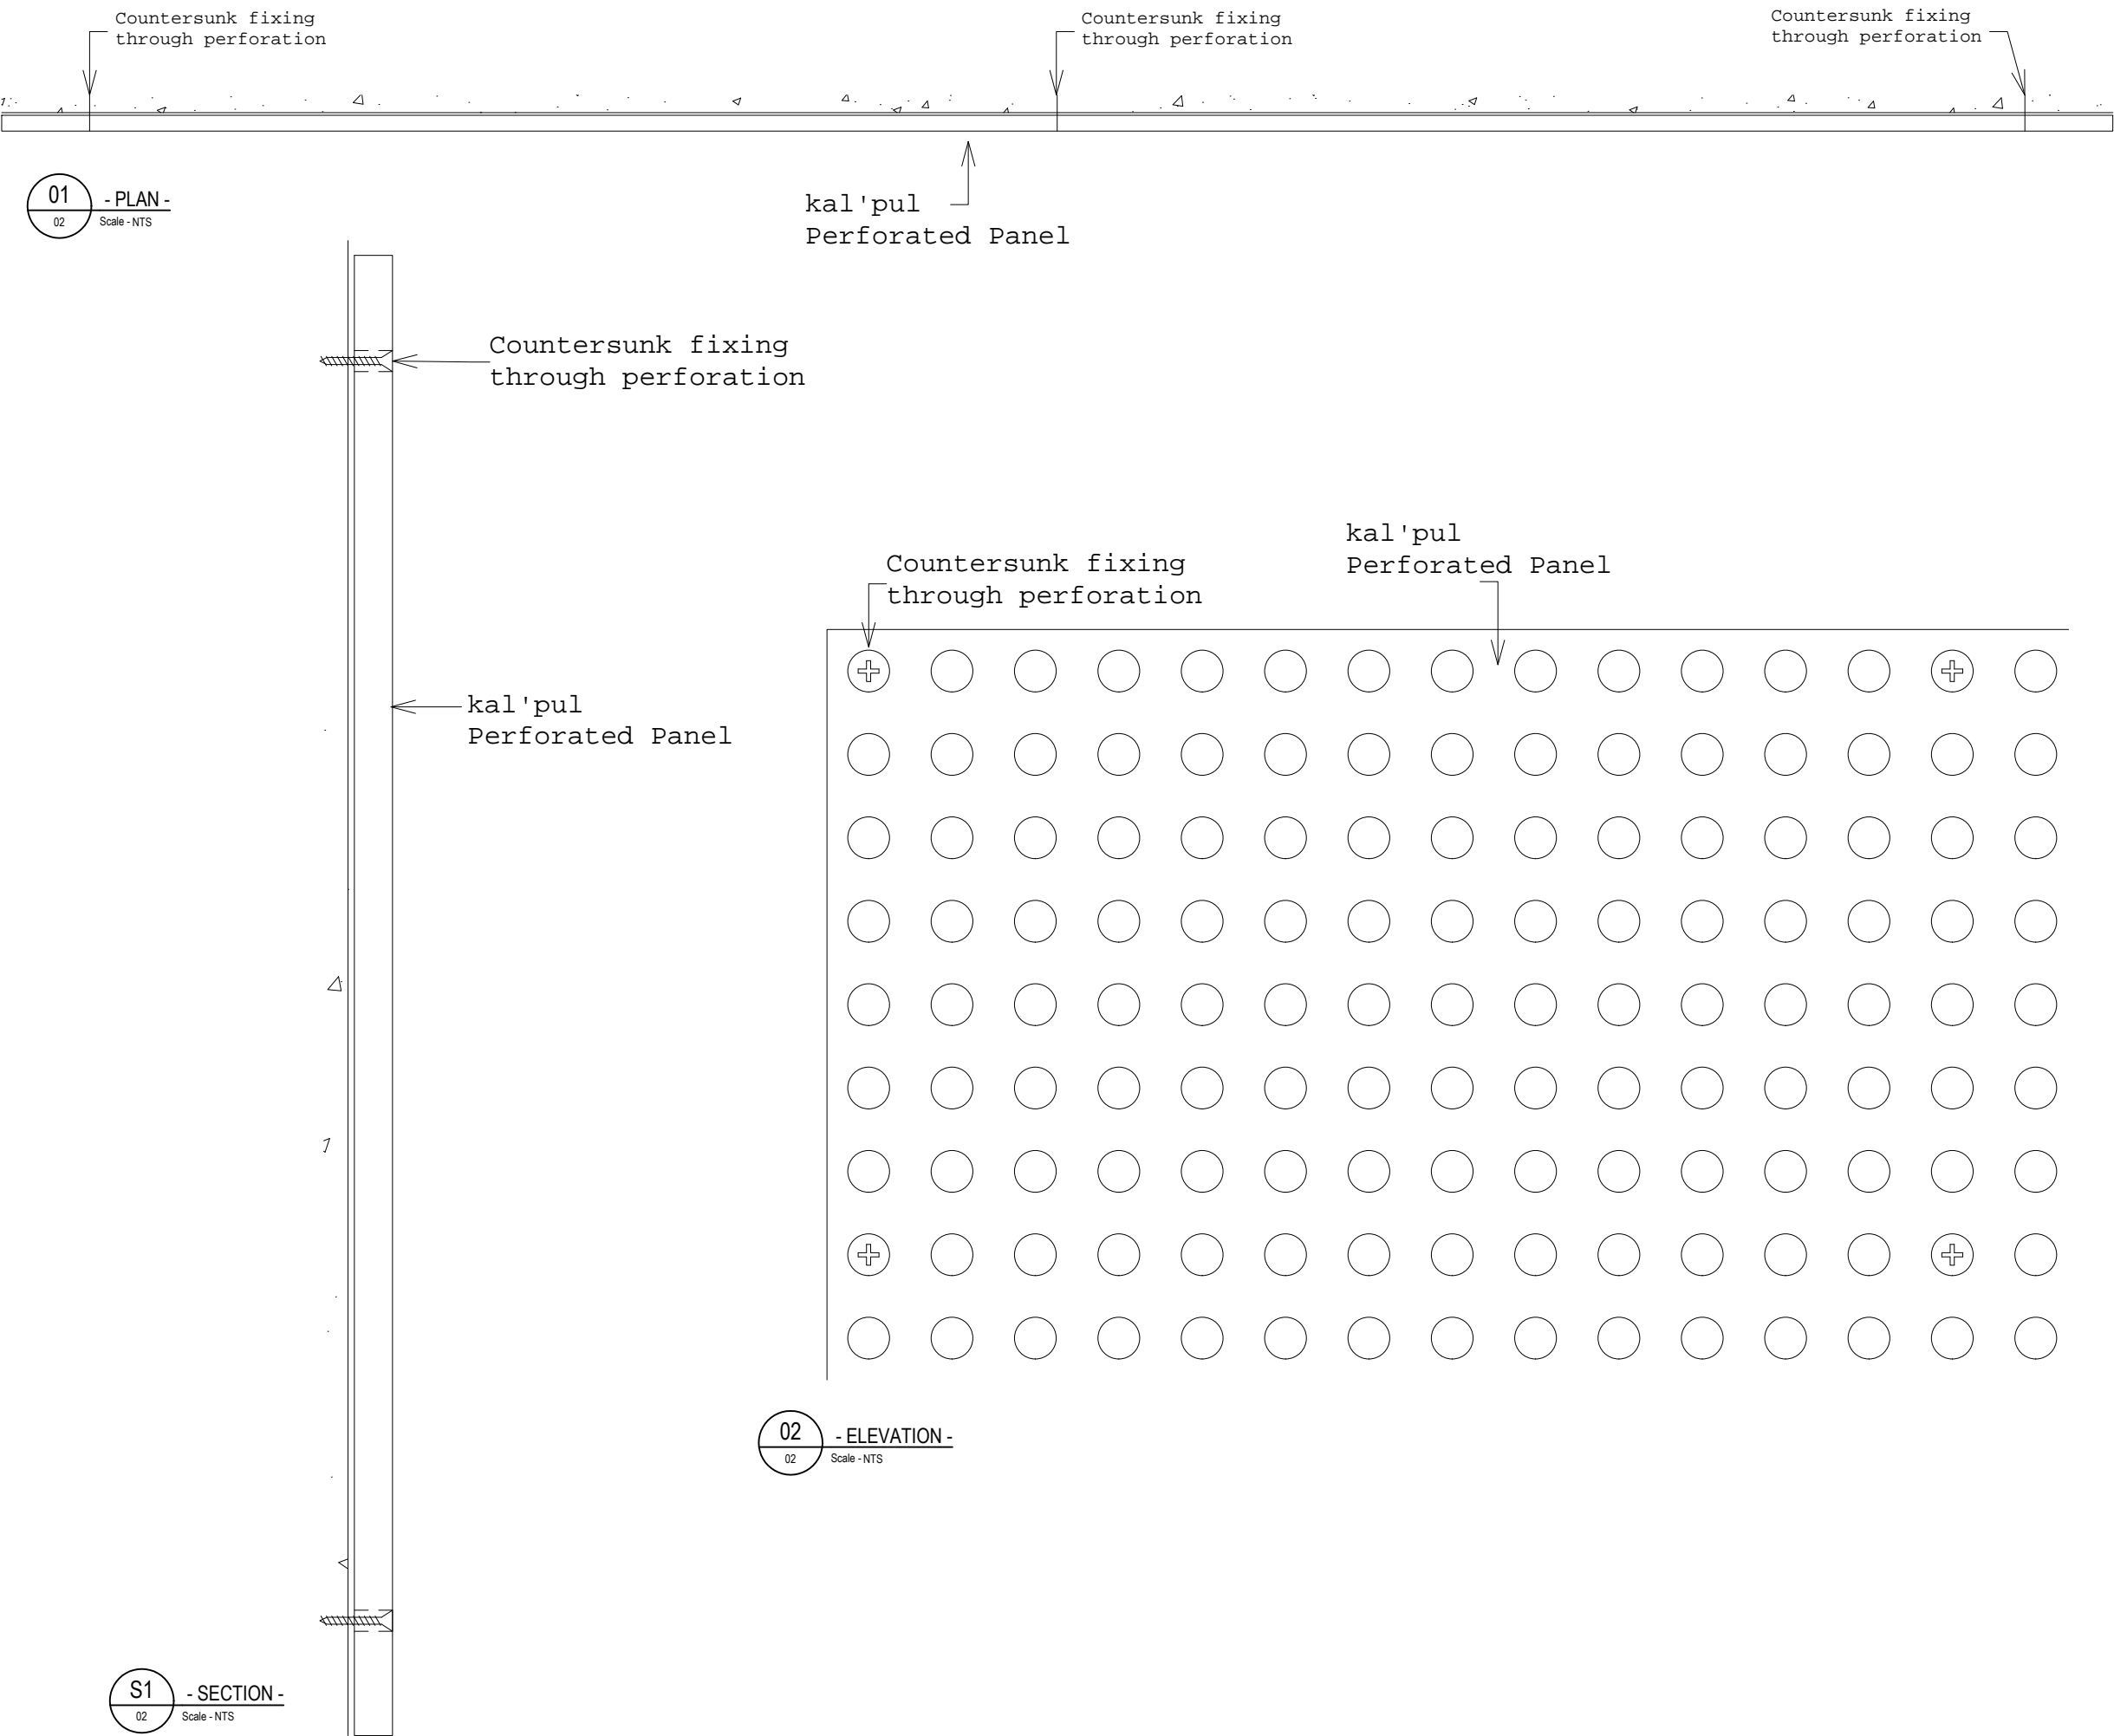 Countersunk fixing
through perforation
Countersunk fixing
through perforation
Countersunk fixing
through perforation
01
02
- PLAN -
Scale - NTS
kal'pul
Perforated Panel
Countersunk fixing
through perforation
kal'pul
Perforated Panel
Countersunk fixing
through perforation
kal'pul
Perforated Panel
02
02
- ELEVATION -
Scale - NTS
S1
02
- SECTION -
Scale - NTS